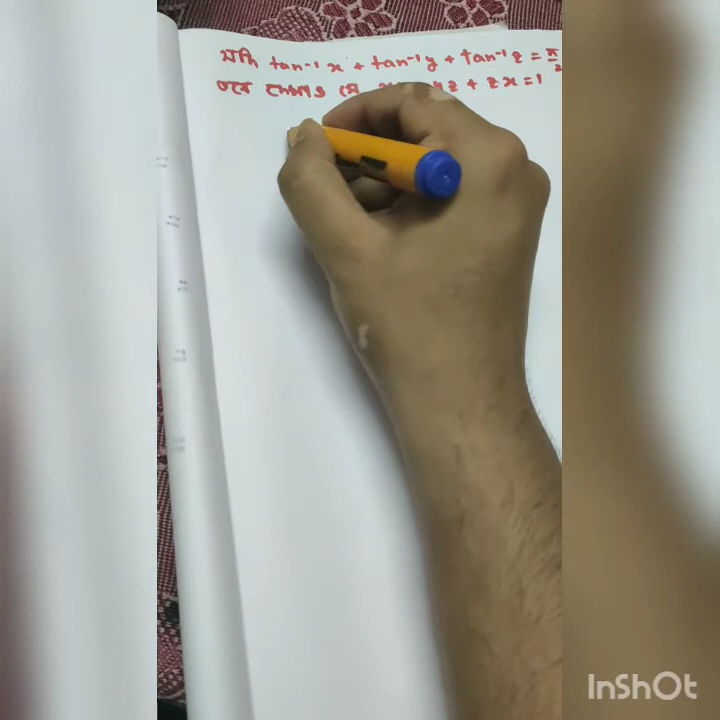 যদি tan⁻¹ x + tan⁻¹ y + tan⁻¹ z = π/2
তবে দেখাও যে z + zx = 1
InShOt